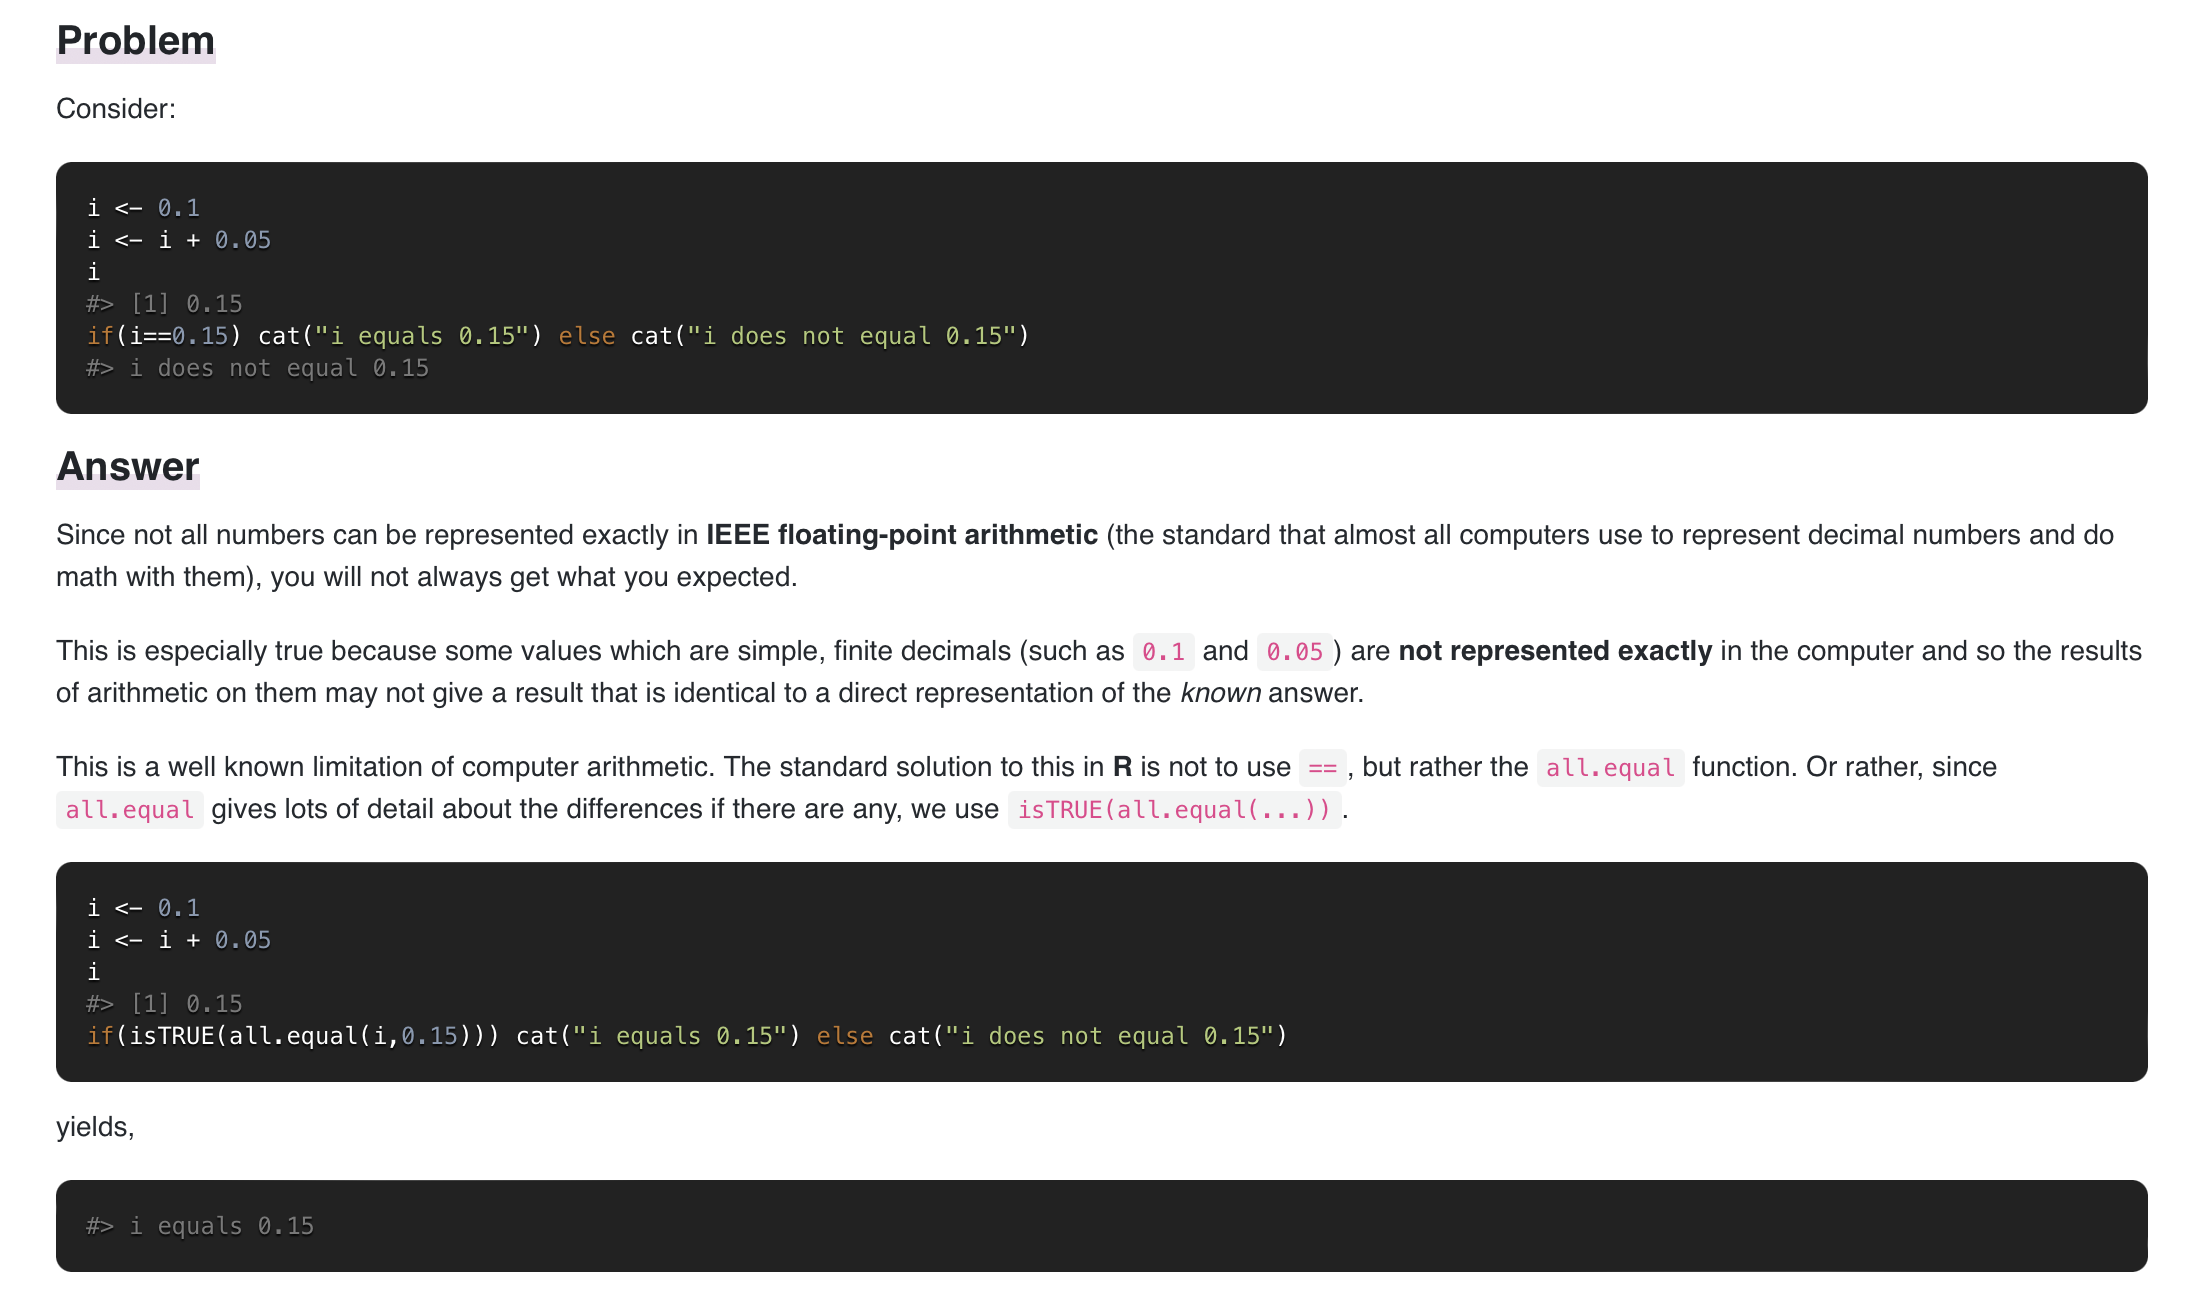 Problem
Consider:
i <- 0.1
i <- i + 0.05
i
#> [1] 0.15
if(i==0.15) cat("i equals 0.15") else cat("i does not equal 0.15")
#> i does not equal 0.15
Answer
Since not all numbers can be represented exactly in IEEE floating-point arithmetic (the standard that almost all computers use to represent decimal numbers and do
math with them), you will not always get what you expected.
This is especially true because some values which are simple, finite decimals (such as 0.1 and 0.05 ) are not represented exactly in the computer and so the results
of arithmetic on them may not give a result that is identical to a direct representation of the known answer.
This is a well known limitation of computer arithmetic. The standard solution to this in R is not to use == , but rather the all.equal function. Or rather, since
all.equal gives lots of detail about the differences if there are any, we use isTRUE(all.equal(...)) .
i <- 0.1
i <- i + 0.05
i
#> [1] 0.15
if(isTRUE(all.equal(i,0.15))) cat("i equals 0.15") else cat("i does not equal 0.15")
yields,
#> i equals 0.15